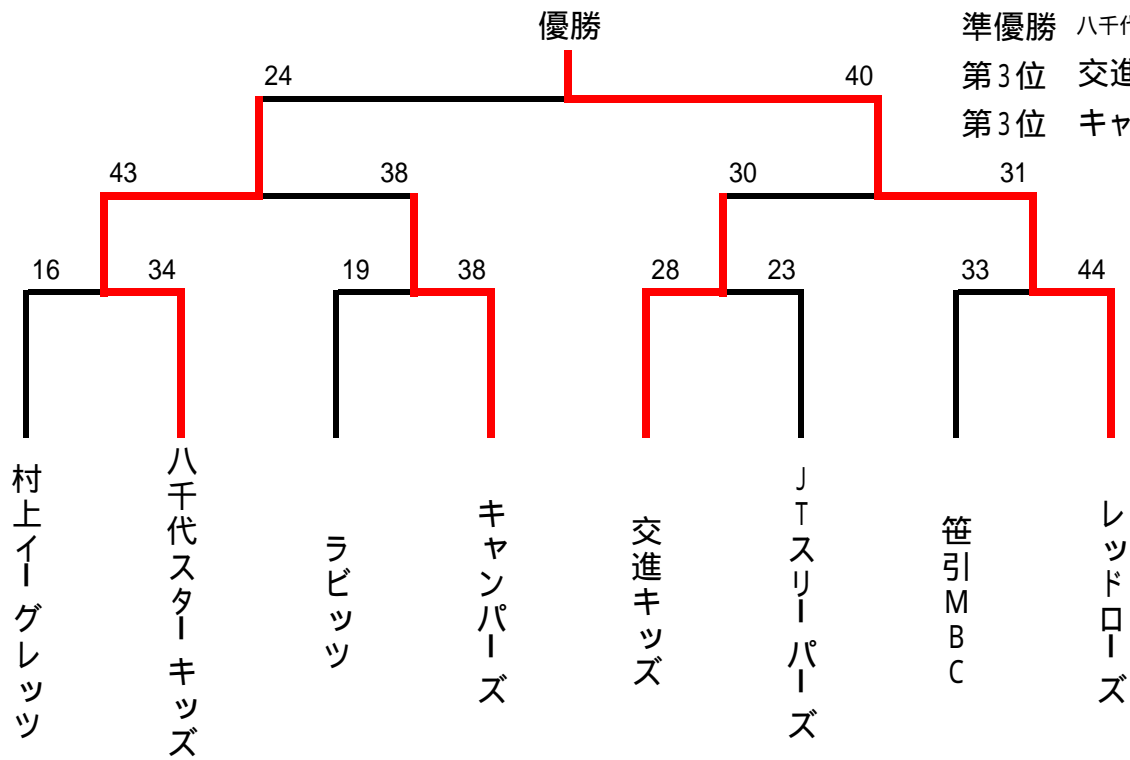 優勝
準優勝 八千代
第3位 交進
第3位 キャ
24
40
43
38
30
31
16
34
19
38
28
23
33
44
村上イーグレッツ
八千代スターキッズ
ラビッツ
キャンパーズ
交進キッズ
JTスリーパーズ
笹引MBC
レッドローズ